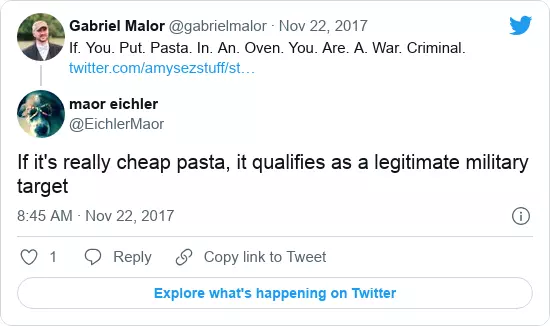 Gabriel Malor @gabrielmalor · Nov 22, 2017
If. You. Put. Pasta. In. An. Oven. You. Are. A. War. Criminal.
twitter.com/amysezstuff/st…
maor eichler
@EichlerMaor
If it's really cheap pasta, it qualifies as a legitimate military
target
8:45 AM · Nov 22, 2017
1 Reply Copy link to Tweet
Explore what's happening on Twitter